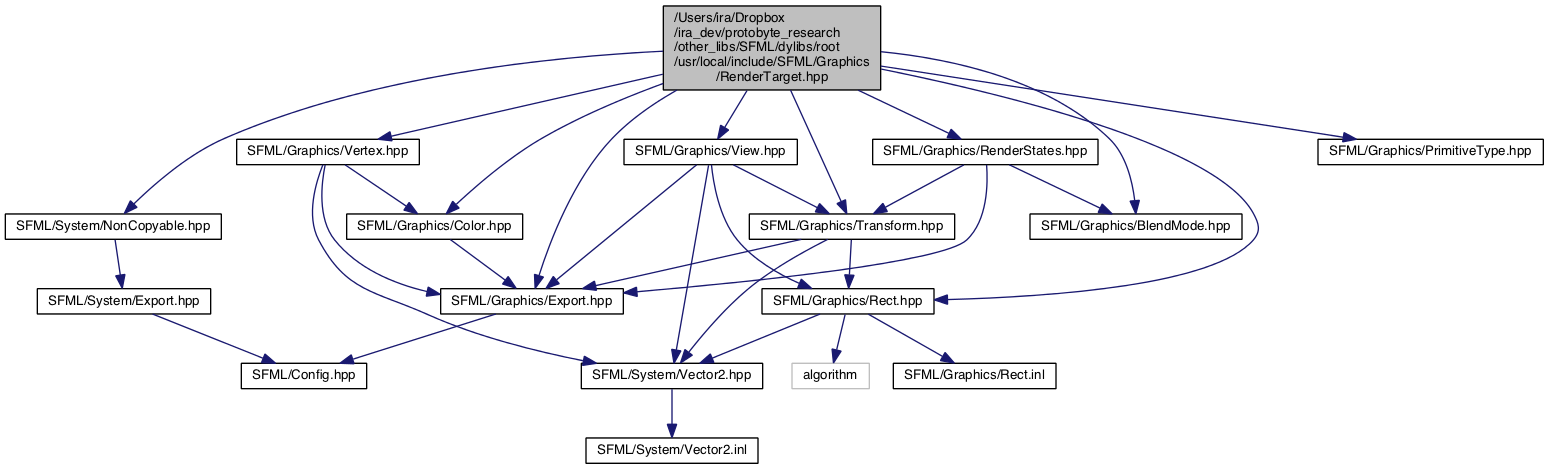 /Users/ira/Dropbox
/ira_dev/protobyte_research
/other_libs/SFML/dylibs/root
/usr/local/include/SFML/Graphics
/RenderTarget.hpp
SFML/Graphics/Vertex.hpp
SFML/Graphics/View.hpp
SFML/Graphics/RenderStates.hpp
SFML/Graphics/PrimitiveType.hpp
SFML/System/NonCopyable.hpp
SFML/Graphics/Color.hpp
SFML/Graphics/Transform.hpp
SFML/Graphics/BlendMode.hpp
SFML/System/Export.hpp
SFML/Graphics/Export.hpp
SFML/Graphics/Rect.hpp
SFML/Config.hpp
SFML/System/Vector2.hpp
algorithm
SFML/Graphics/Rect.inl
SFML/System/Vector2.inl